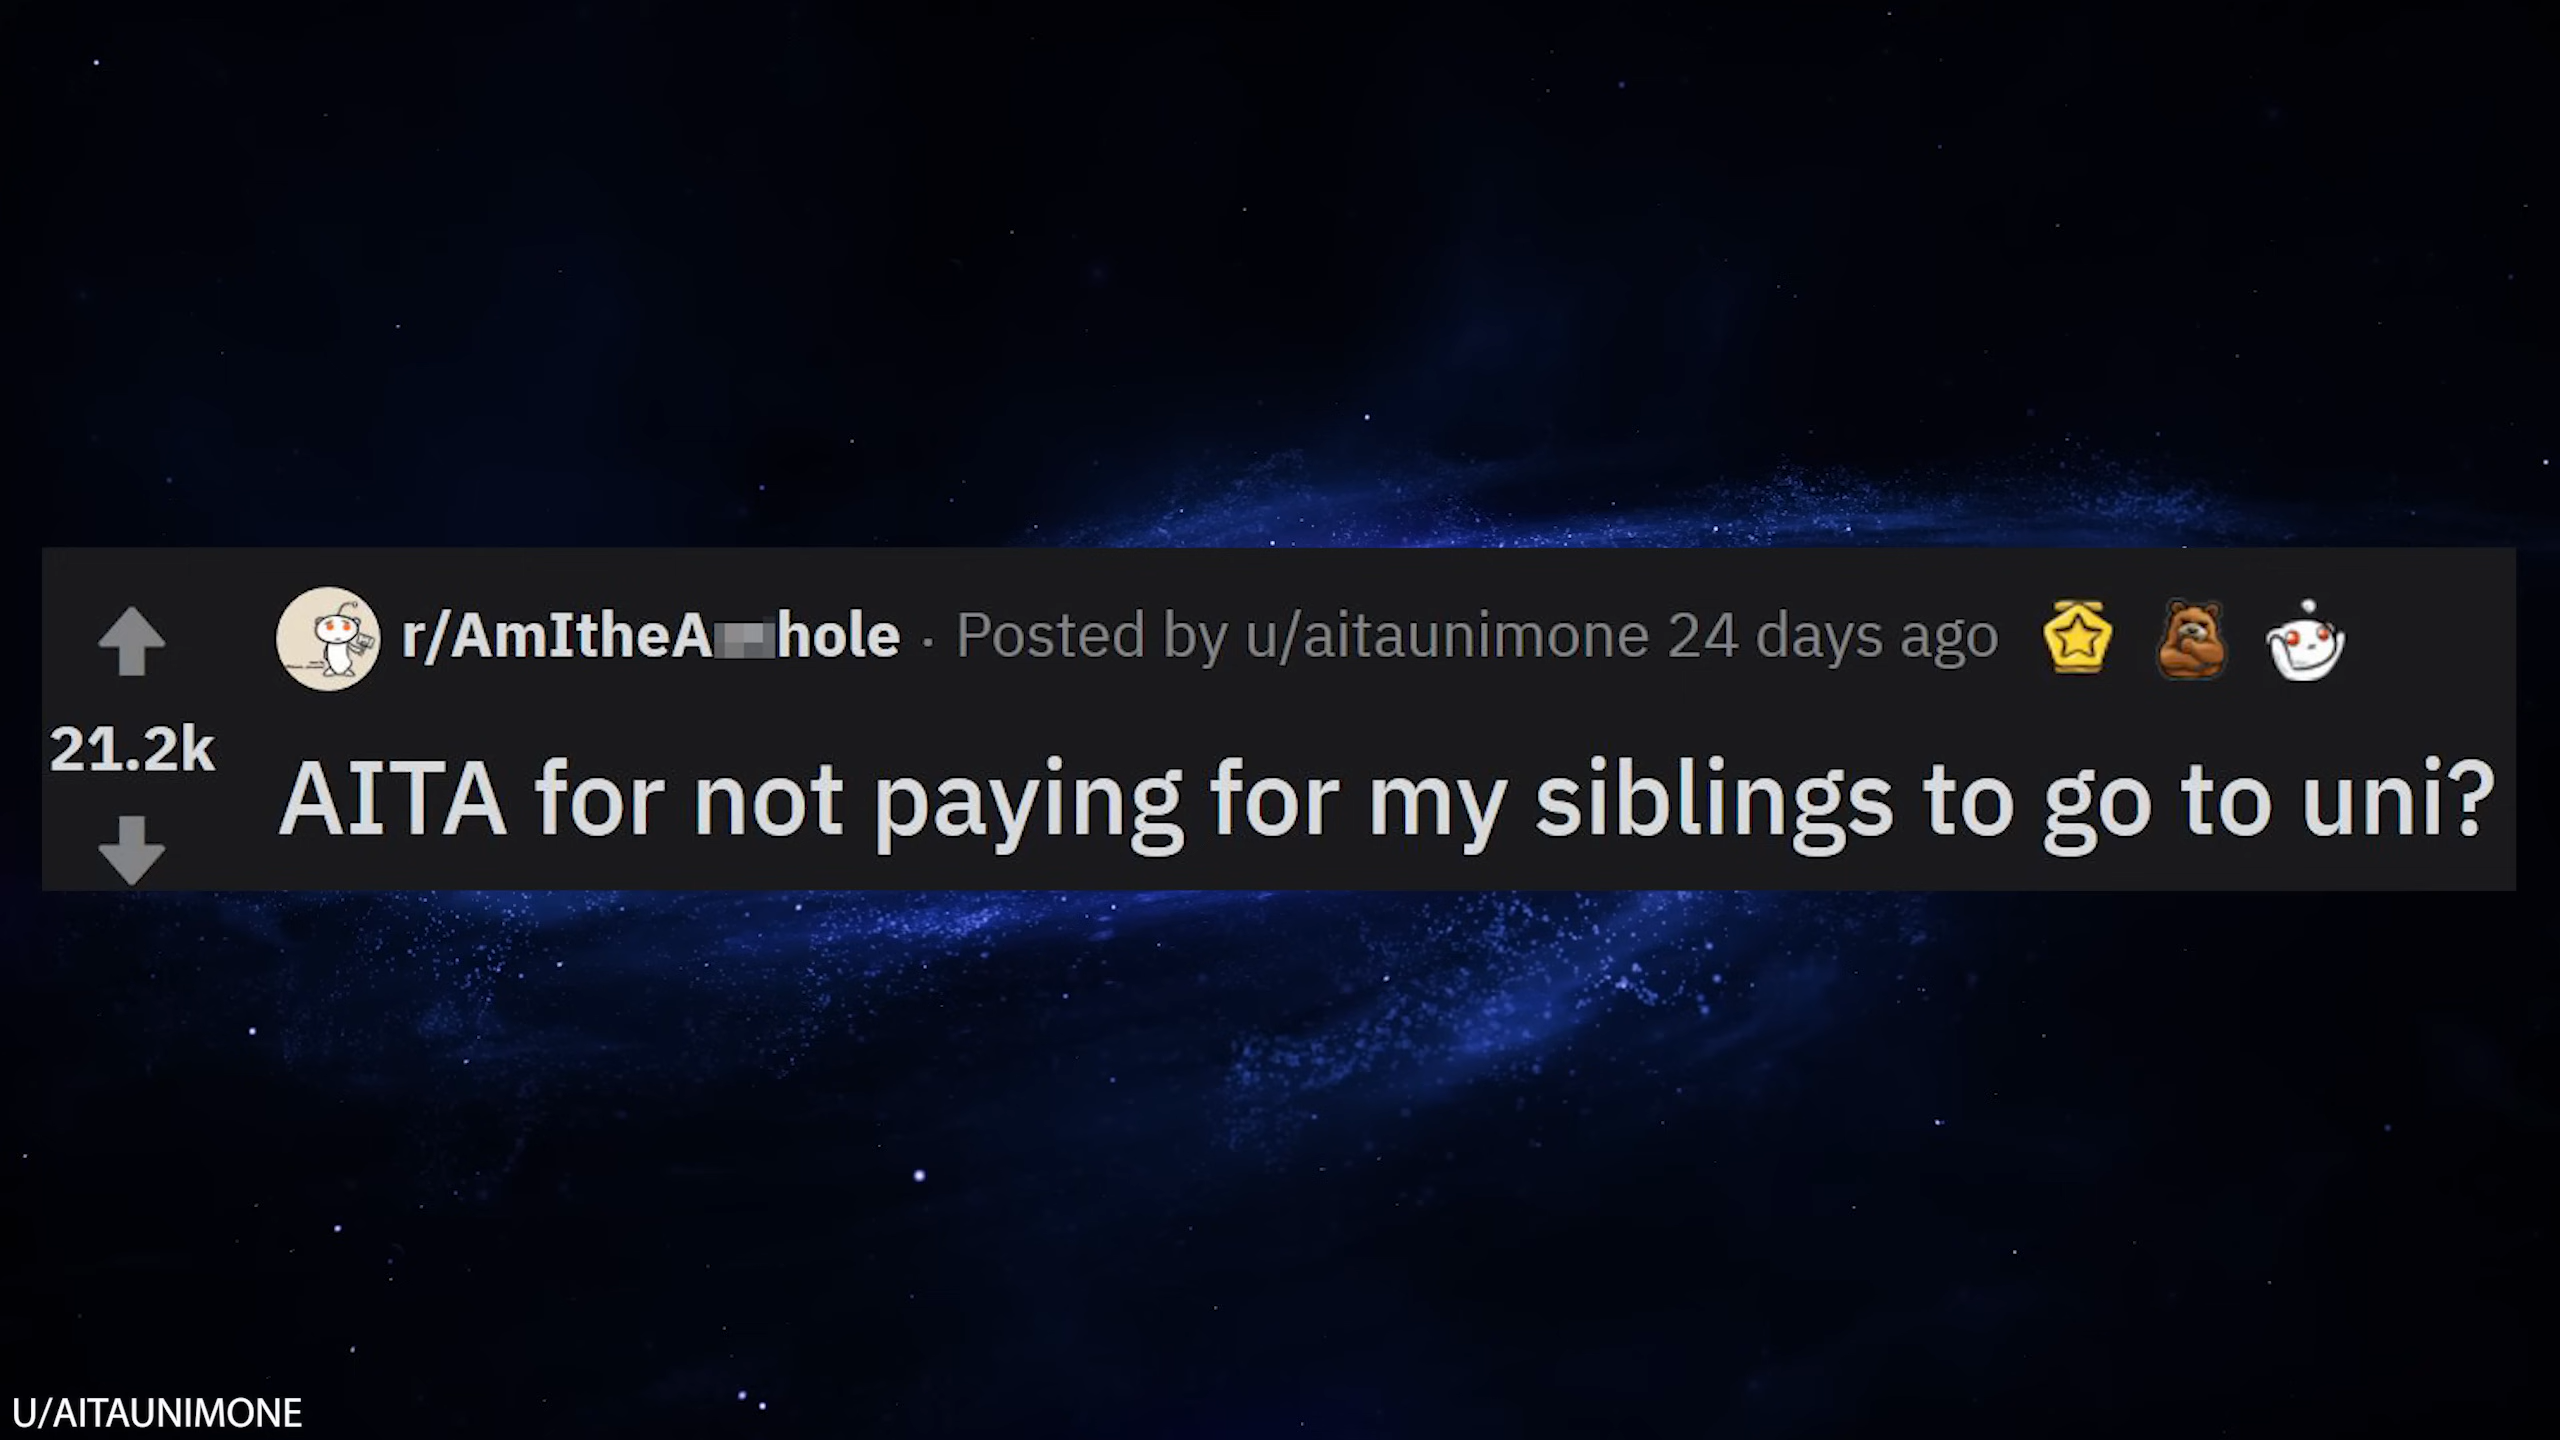 r/AmItheA hole · Posted by u/aitaunimone 24 days ago
21.2k
AITA for not paying for my siblings to go to uni?
U/AITAUNIMONE